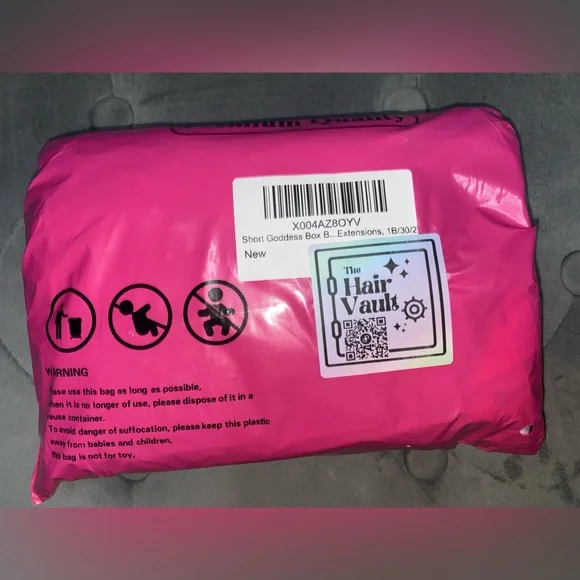 Quality
X004AZ8OYV
Short Goddess Box B...Extensions, 1B/30/2
New
The
Hair
Vault
WARNING
use this bag as long as possible,
when it is no longer of use, please dispose of it in a
reuse container.
To avoid danger of suffocation, please keep this plastic
away from babies and children,
this bag is not for toy.